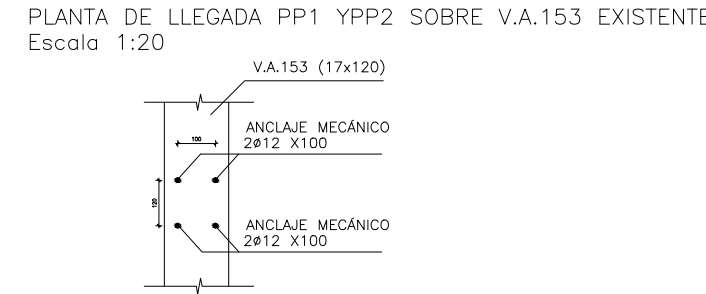 PLANTA DE LLEGADA PP1 YPP2 SOBRE V.A.153 EXISTENTE
Escala 1:20
V.A.153 (17x120)
100
ANCLAJE MECÁNICO
2ø12 X100
120
ANCLAJE MECÁNICO
2ø12 X100